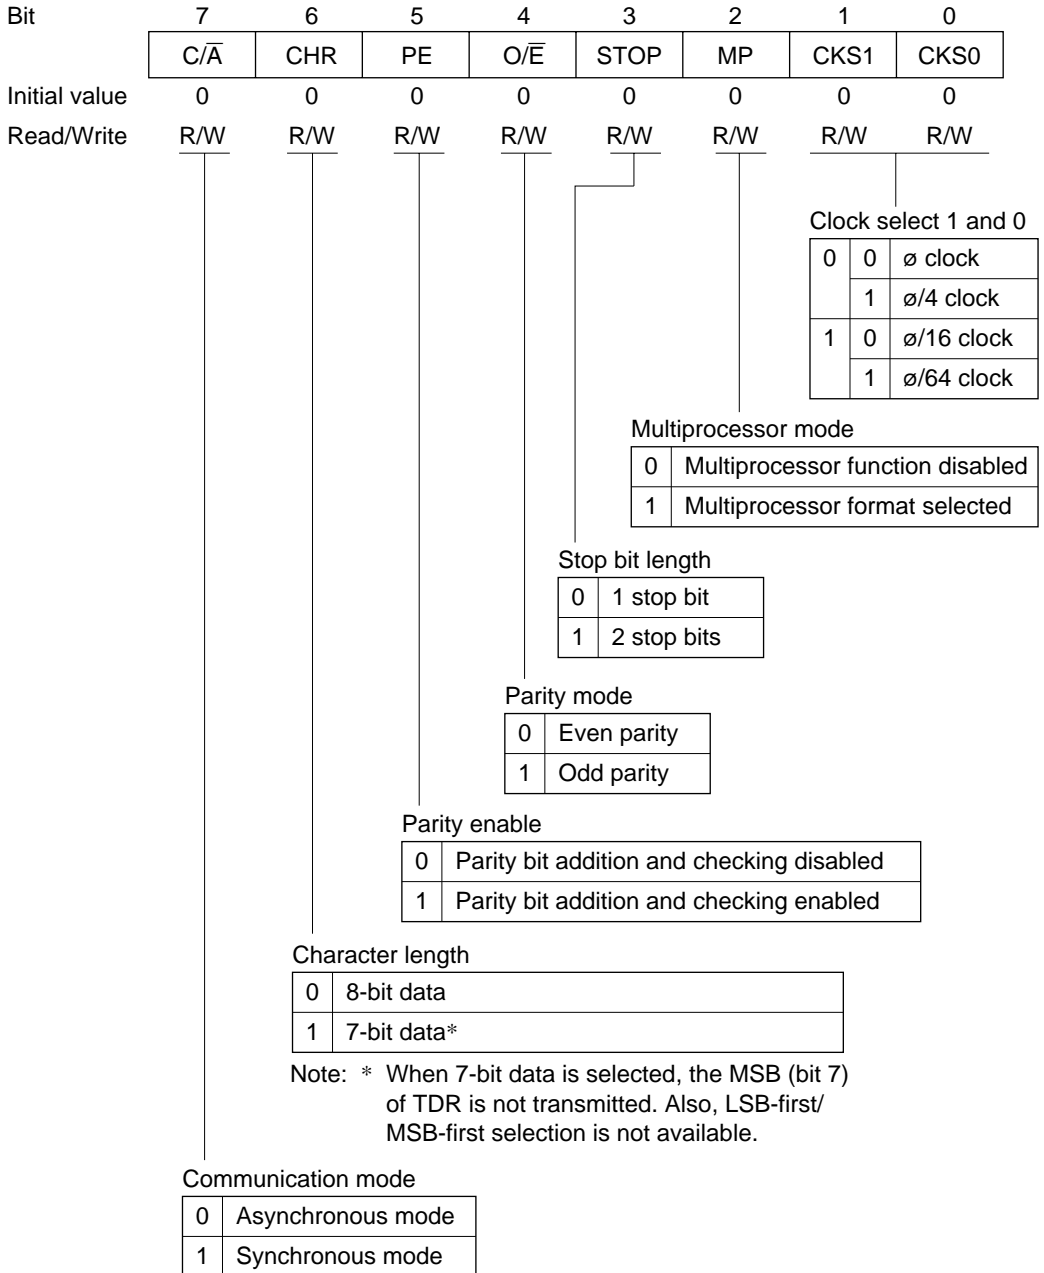 Bit 7 6 5 4 3 2 1 0
C/A̅ CHR PE O/E̅ STOP MP CKS1 CKS0
Initial value 0 0 0 0 0 0 0 0
Read/Write R/W R/W R/W R/W R/W R/W R/W R/W
Clock select 1 and 0
0 0 ø clock
1 ø/4 clock
1 0 ø/16 clock
1 ø/64 clock
Multiprocessor mode
0 Multiprocessor function disabled
1 Multiprocessor format selected
Stop bit length
0 1 stop bit
1 2 stop bits
Parity mode
0 Even parity
1 Odd parity
Parity enable
0 Parity bit addition and checking disabled
1 Parity bit addition and checking enabled
Character length
0 8-bit data
1 7-bit data*
Note: * When 7-bit data is selected, the MSB (bit 7)
of TDR is not transmitted. Also, LSB-first/
MSB-first selection is not available.
Communication mode
0 Asynchronous mode
1 Synchronous mode